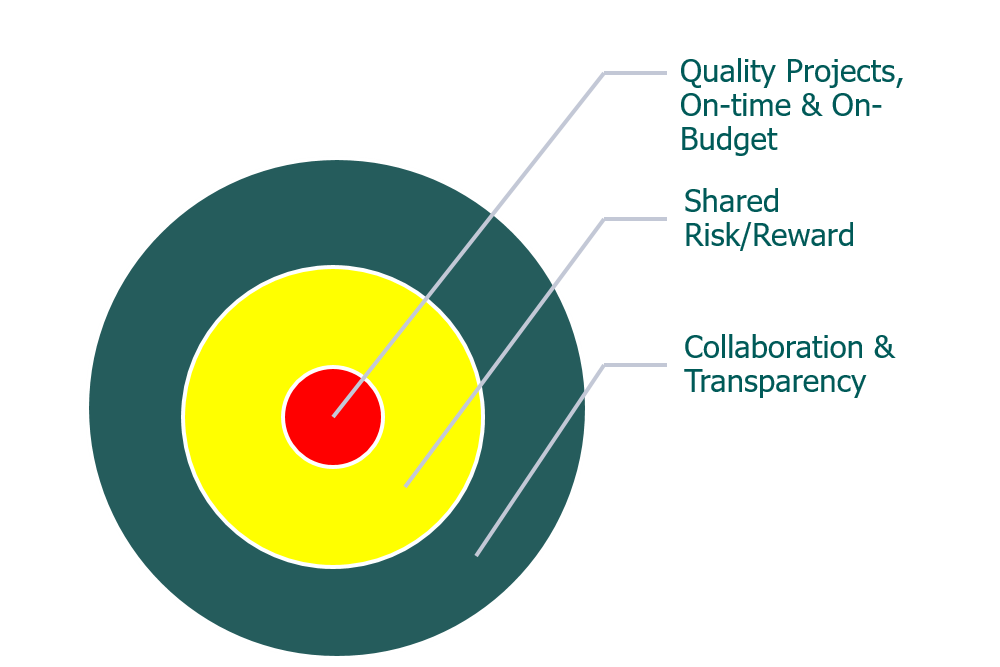 Quality Projects,
On-time & On-
Budget
Shared
Risk/Reward
Collaboration &
Transparency